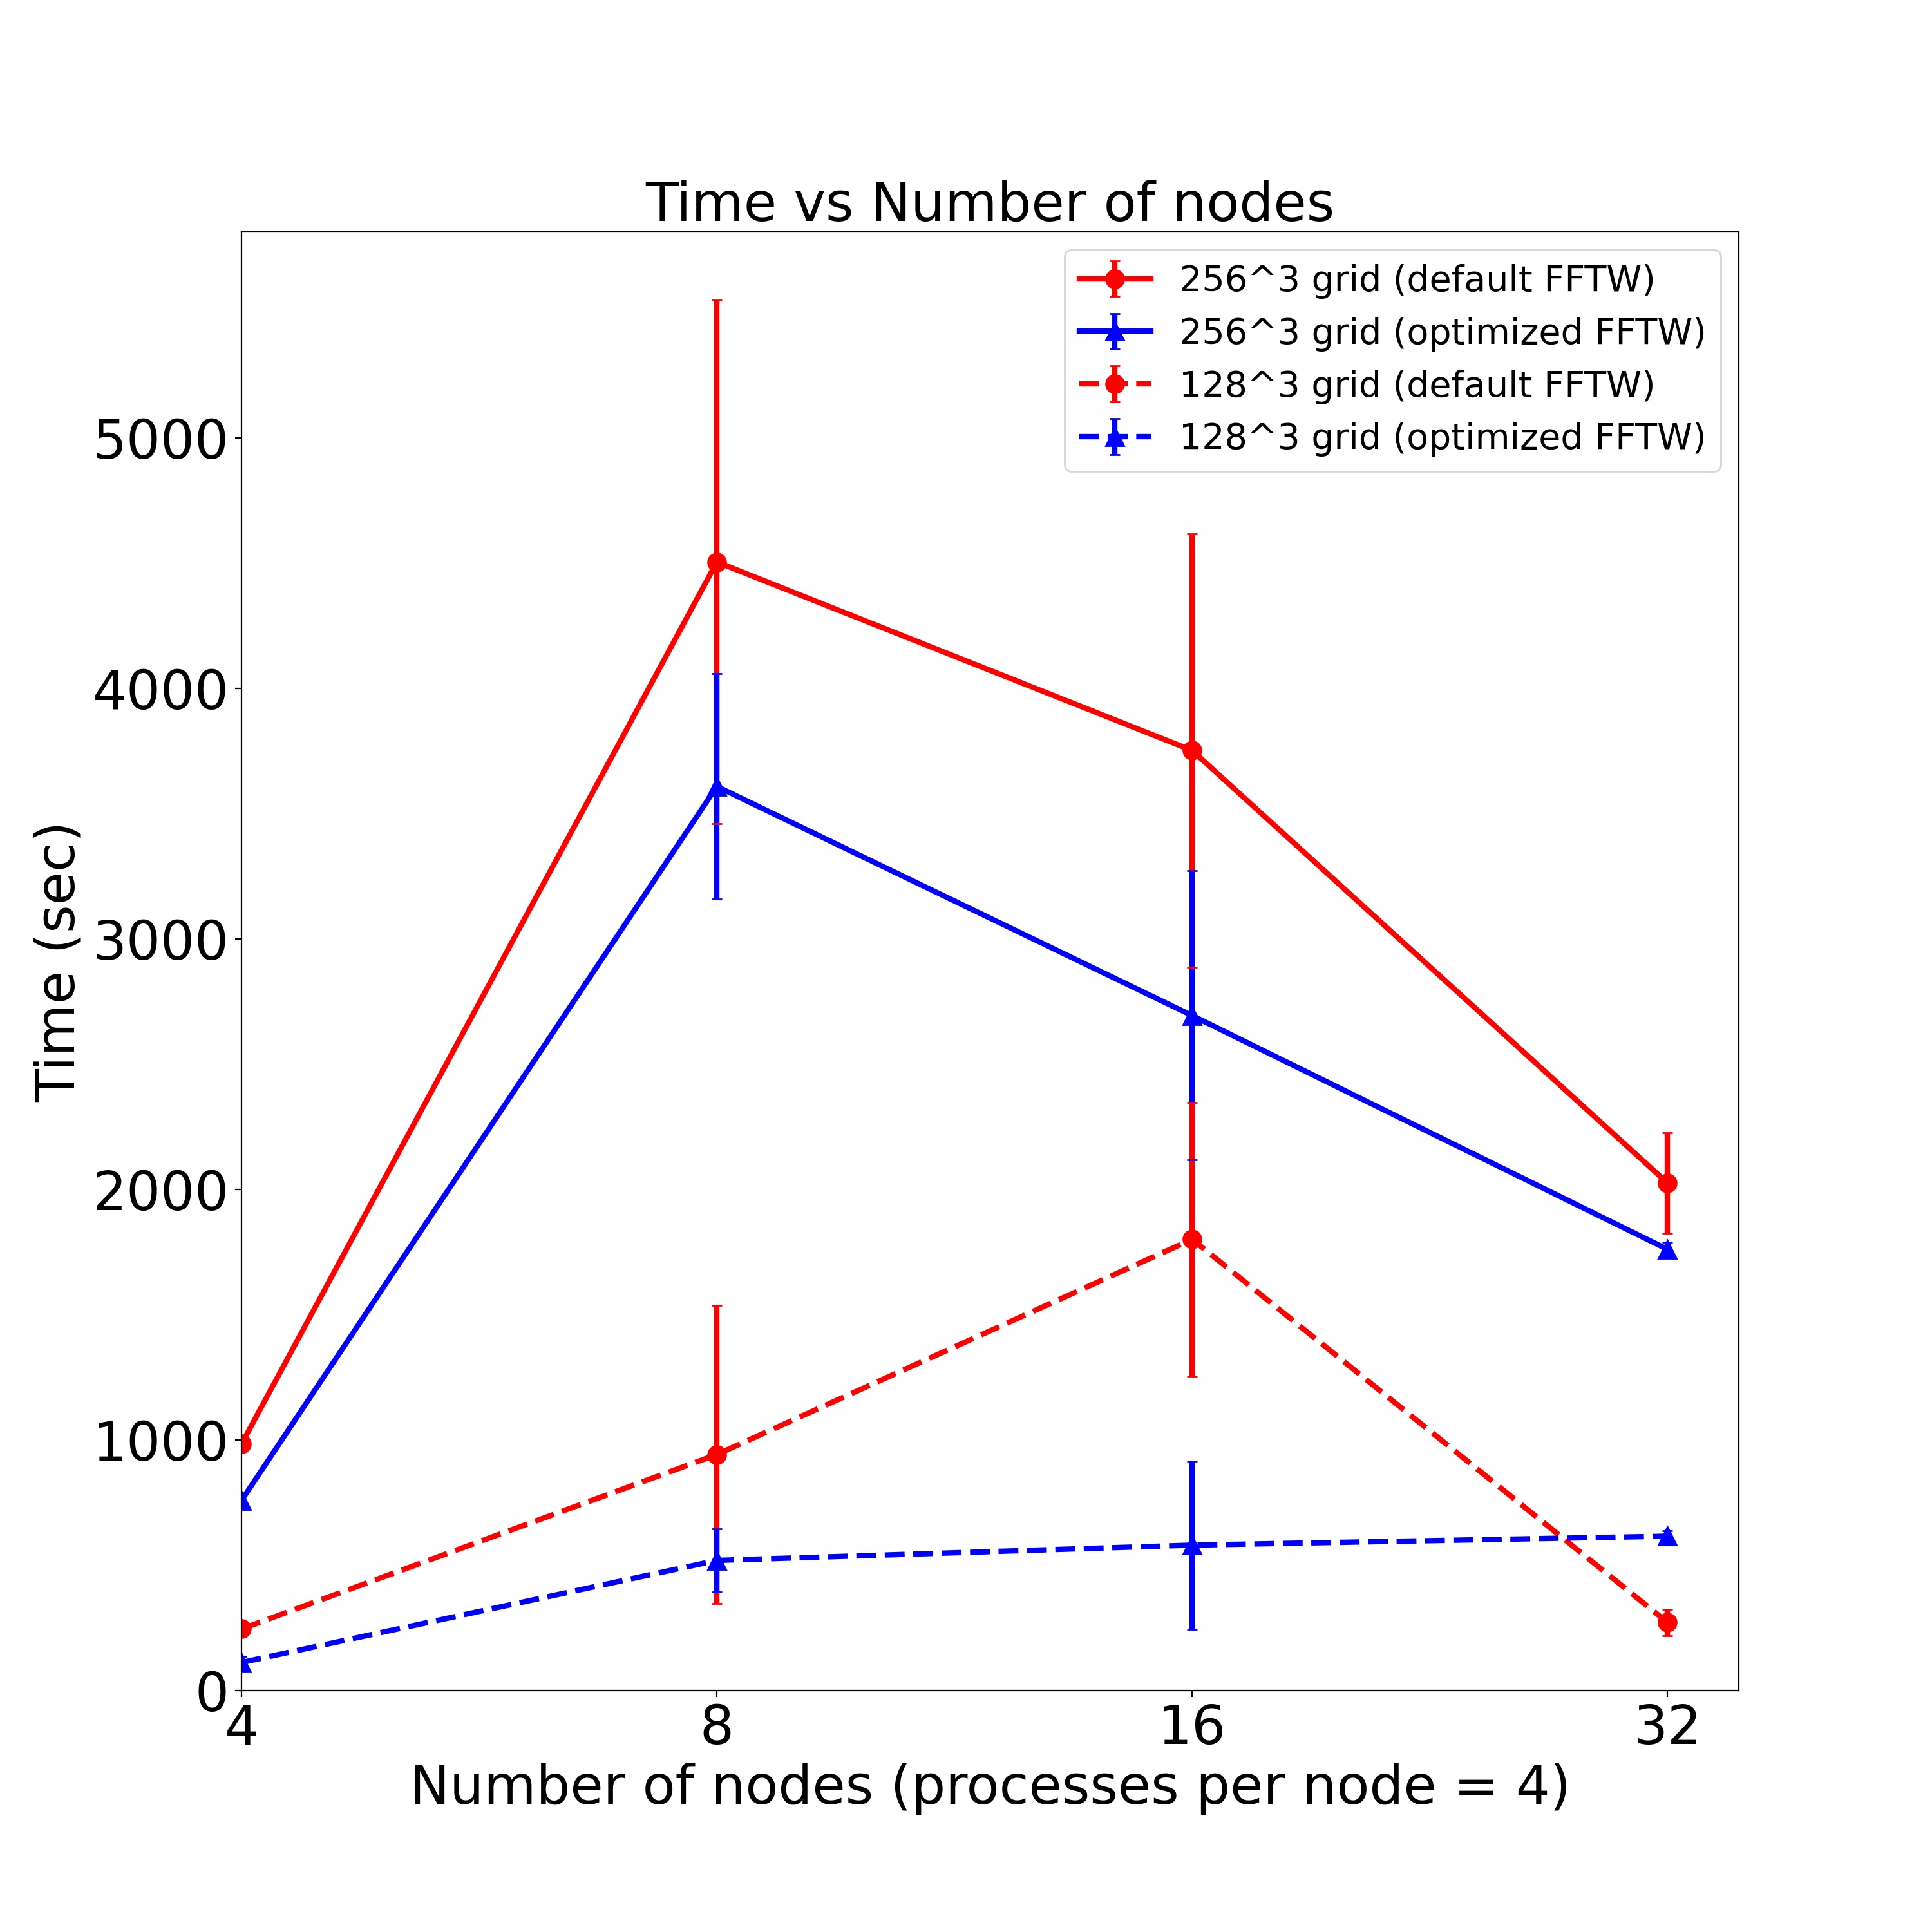 Time vs Number of nodes
256^3 grid (default FFTW)
256^3 grid (optimized FFTW)
128^3 grid (default FFTW)
128^3 grid (optimized FFTW)
Time (sec)
5000
4000
3000
2000
1000
0
4 8 16 32
Number of nodes (processes per node = 4)